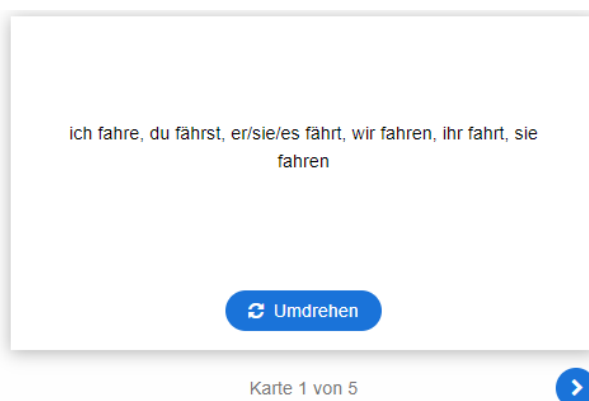 ich fahre, du fährst, er/sie/es fährt, wir fahren, ihr fahrt, sie
fahren
Umdrehen
Karte 1 von 5